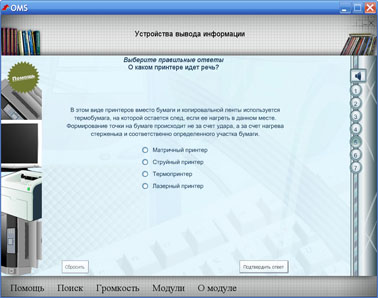 OMS
Устройства вывода информации
Выберите правильные ответы
О каком принтере идет речь?
Помощь
В этом виде принтеров вместо бумаги и копировальной ленты используется
термобумага, на которой остается след, если ее нагреть в данном месте.
Формирование точки на бумаге происходит не за счет удара, а за счет нагрева
стерженька и соответственно определенного участка бумаги.
Матричный принтер
Струйный принтер
Термопринтер
Лазерный принтер
1
2
3
4
6
7
Сбросить
Подтвердить ответ
Помощь Поиск Громкость Модули О модуле